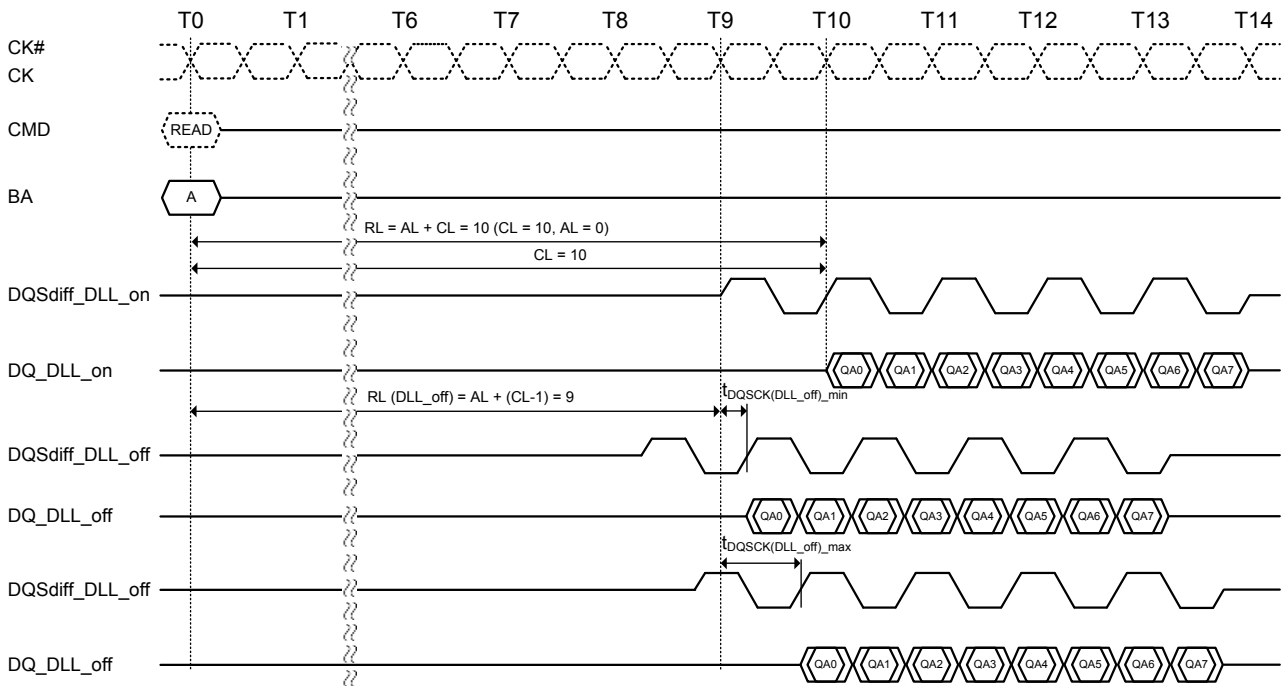 T0 T1 T6 T7 T8 T9 T10 T11 T12 T13 T14
CK#
CK
CMD READ
BA A
RL = AL + CL = 10 (CL = 10, AL = 0)
CL = 10
DQSdiff_DLL_on
DQ_DLL_on QA0 QA1 QA2 QA3 QA4 QA5 QA6 QA7
RL (DLL_off) = AL + (CL-1) = 9 tDQSCK(DLL_off)_min
DQSdiff_DLL_off
DQ_DLL_off QA0 QA1 QA2 QA3 QA4 QA5 QA6 QA7
tDQSCK(DLL_off)_max
DQSdiff_DLL_off
DQ_DLL_off QA0 QA1 QA2 QA3 QA4 QA5 QA6 QA7